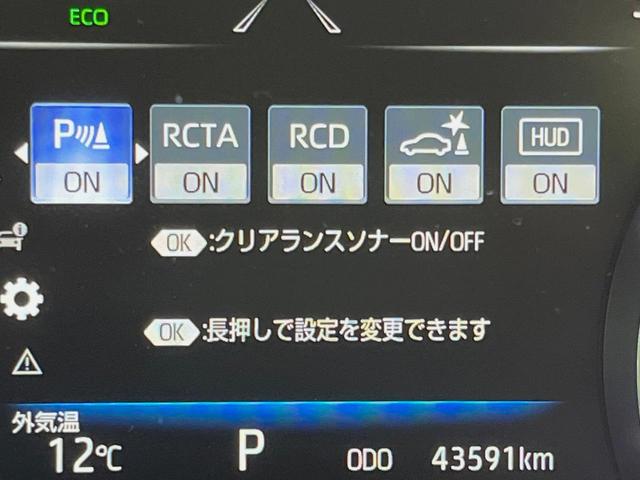 ECO
P RCTA RCD HUD
ON ON ON ON ON
OK:クリアランスソナーON/OFF
OK:長押しで設定を変更できます
外気温
12℃ P ODO 43591km